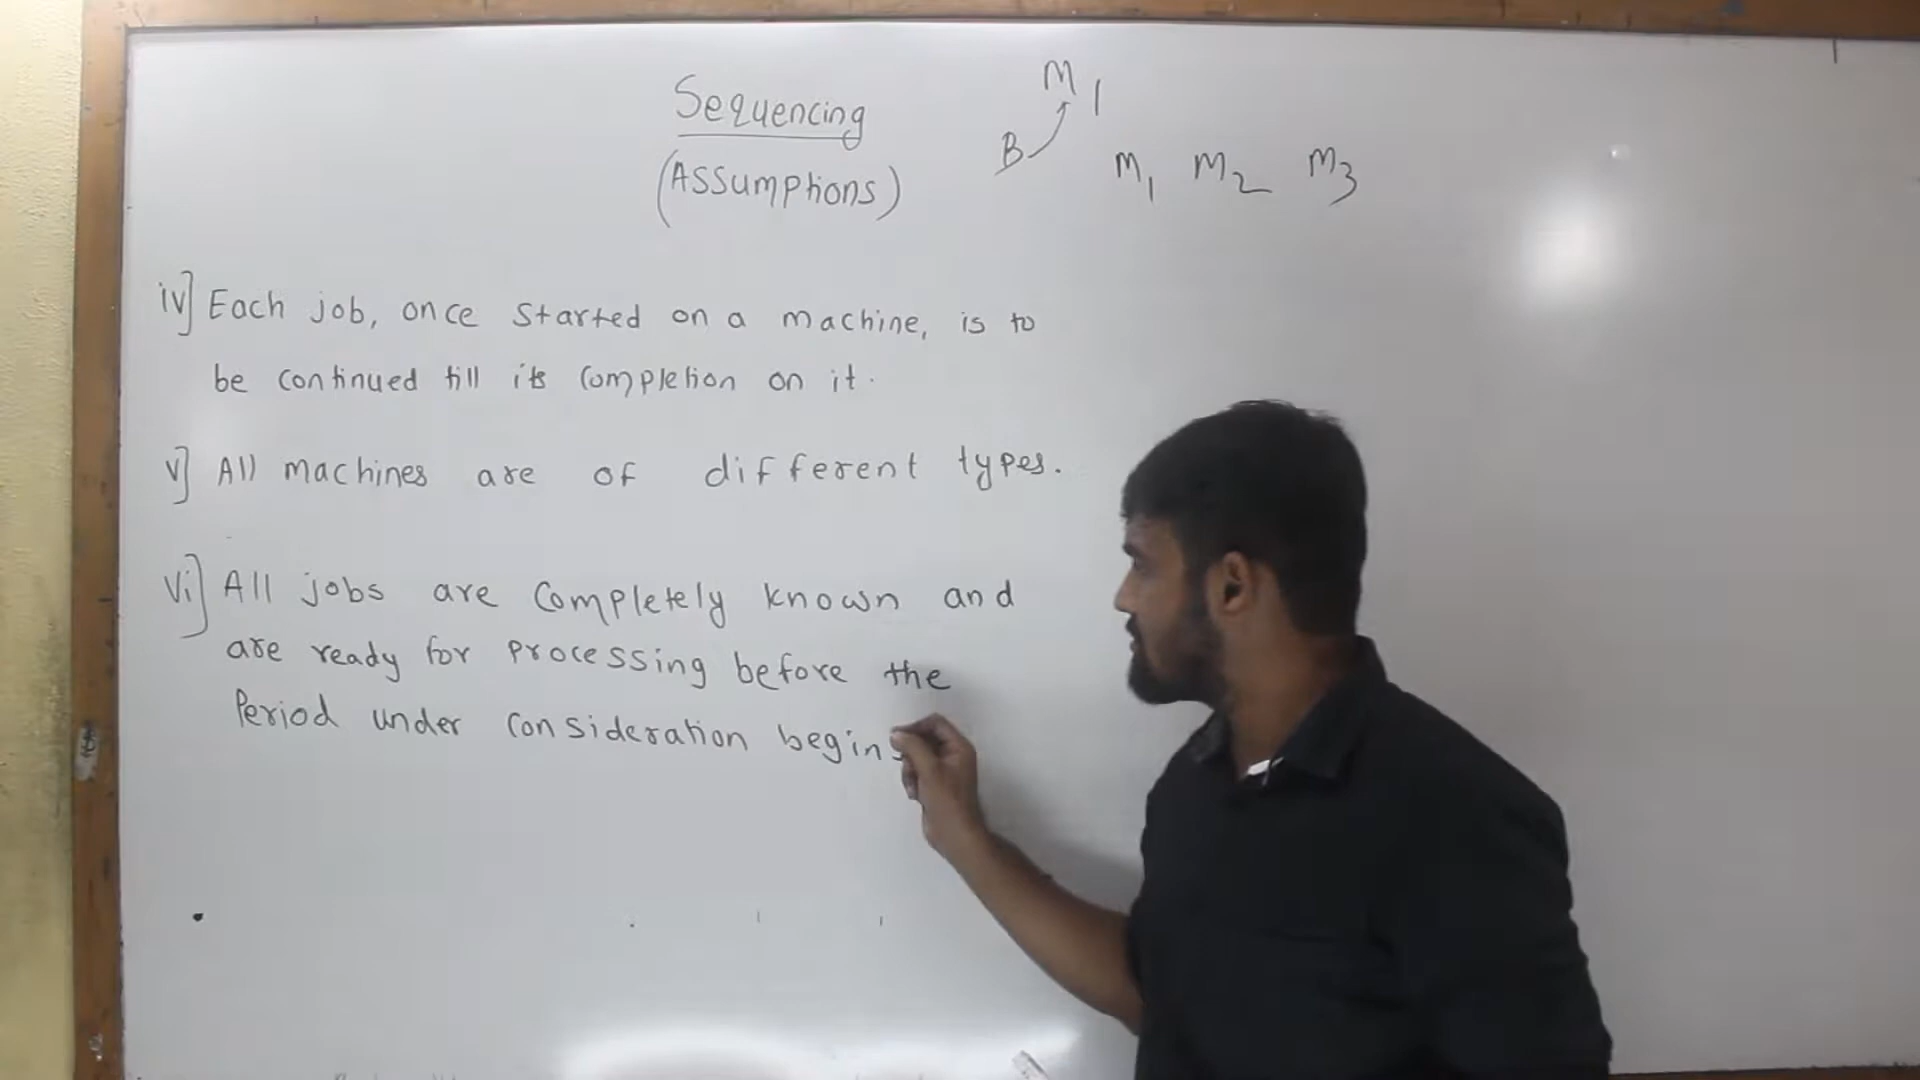 Sequencing
(Assumptions)
M1
B
M1 M2 M3
iv] Each job, once started on a machine, is to
be continued till its completion on it.
v] All machines are of different types.
vi] All jobs are completely known and
are ready for processing before the
Period under consideration begins